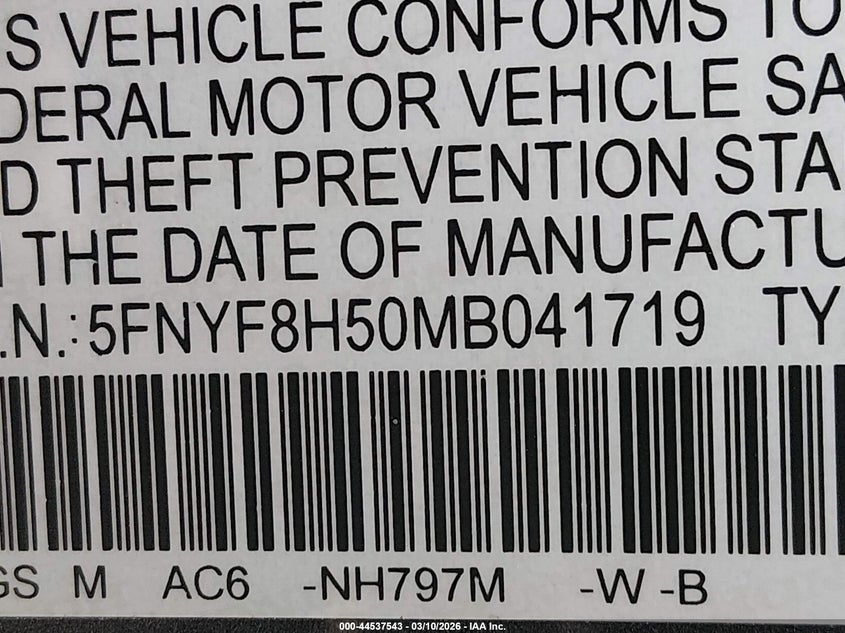 S VEHICLE CONFORMS TO
DERAL MOTOR VEHICLE SA
D THEFT PREVENTION STA
THE DATE OF MANUFACTU
.N.:5FNYF8H50MB041719 TY
GS M AC6 -NH797M -W -B
000-44537543 - 03/10/2026 - IAA Inc.